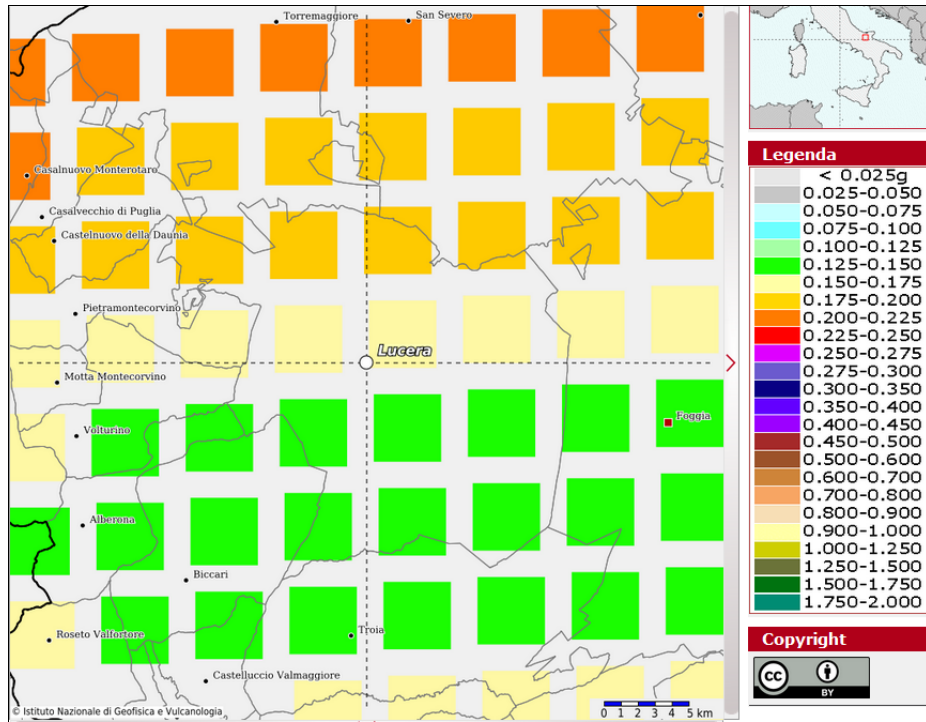 Torremaggiore
San Severo
Casalnuovo Monterotaro
Casalvecchio di Puglia
Castelnuovo della Daunia
Pietramontecorvino
Lucera
Motta Montecorvino
Foggia
Volturino
Alberona
Biccari
Troia
Roseto Valfortore
Castelluccio Valmaggiore
© Istituto Nazionale di Geofisica e Vulcanologia
0 1 2 3 4 5 km
Legenda
< 0.025g
0.025-0.050
0.050-0.075
0.075-0.100
0.100-0.125
0.125-0.150
0.150-0.175
0.175-0.200
0.200-0.225
0.225-0.250
0.250-0.275
0.275-0.300
0.300-0.350
0.350-0.400
0.400-0.450
0.450-0.500
0.500-0.600
0.600-0.700
0.700-0.800
0.800-0.900
0.900-1.000
1.000-1.250
1.250-1.500
1.500-1.750
1.750-2.000
Copyright
cc
BY